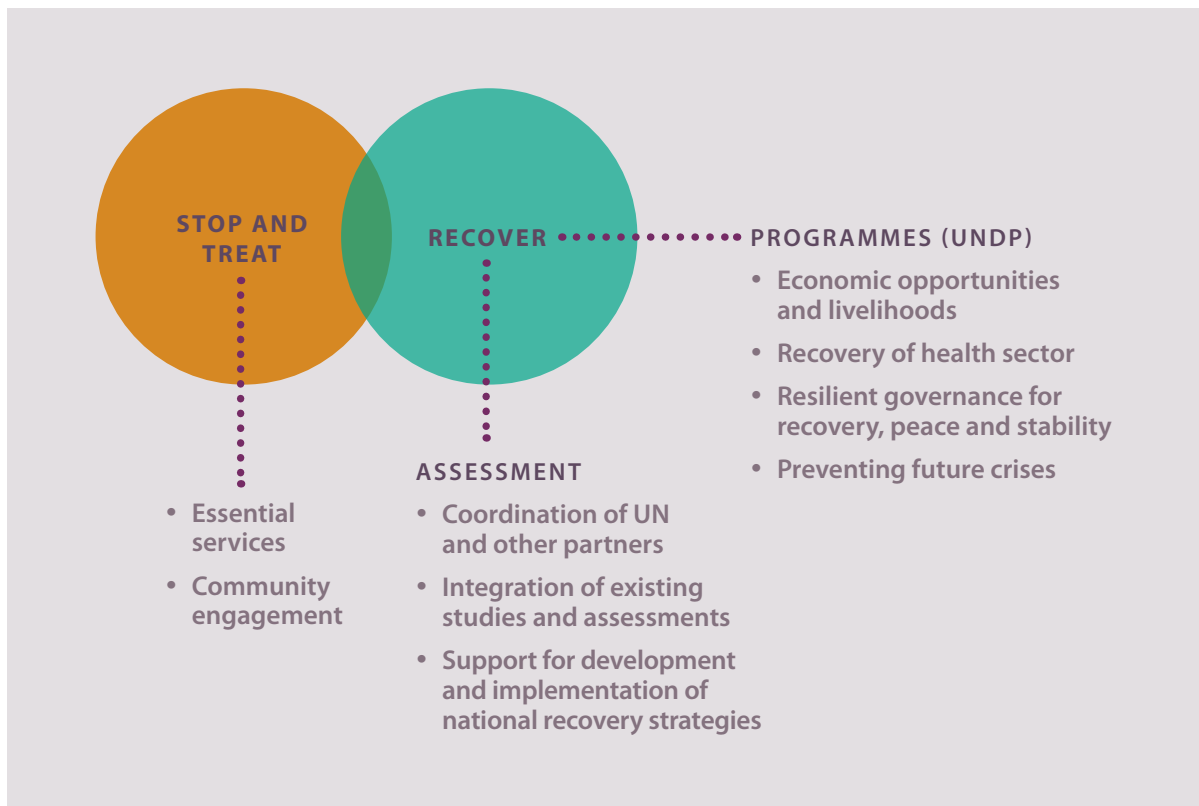 STOP AND
TREAT
• Essential
services
• Community
engagement
RECOVER
ASSESSMENT
• Coordination of UN
and other partners
• Integration of existing
studies and assessments
• Support for development
and implementation of
national recovery strategies
PROGRAMMES (UNDP)
• Economic opportunities
and livelihoods
• Recovery of health sector
• Resilient governance for
recovery, peace and stability
• Preventing future crises